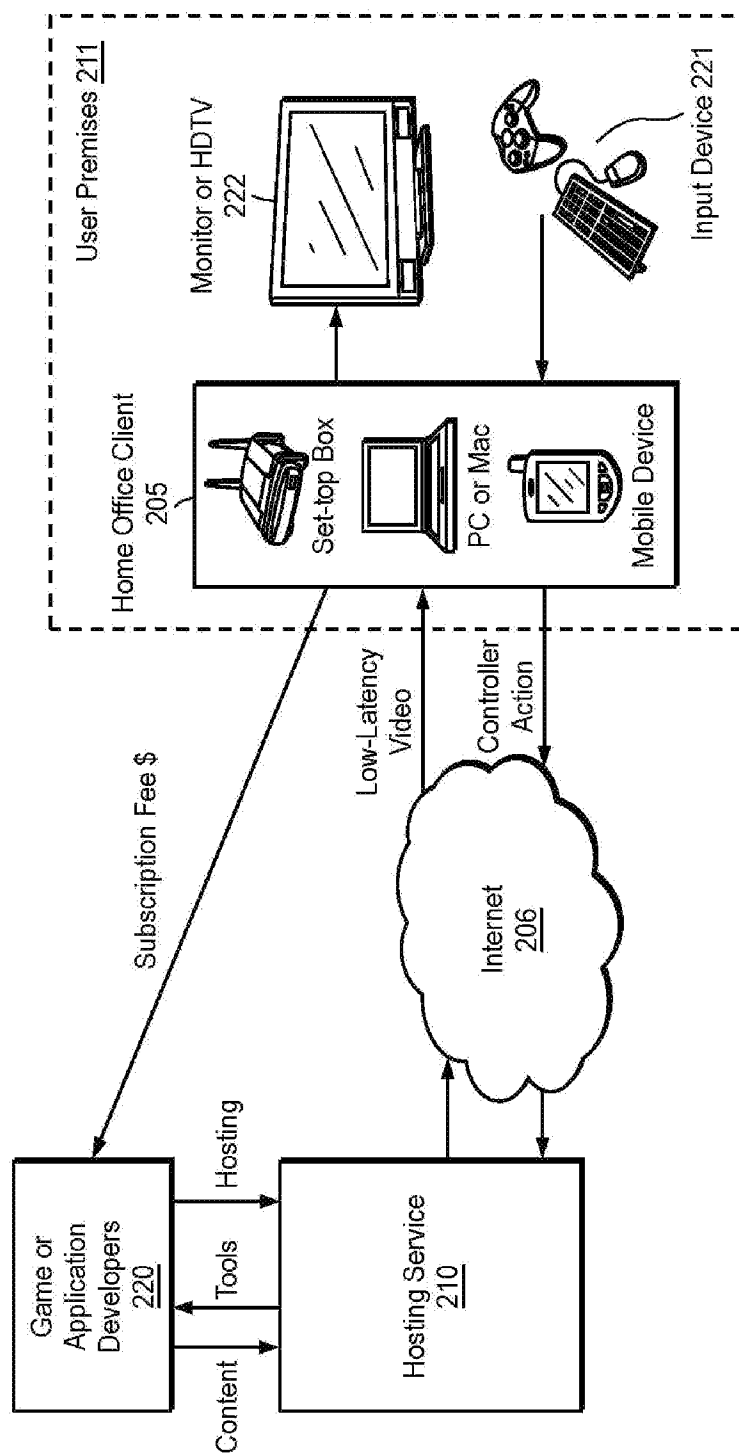 Game or
Application
Developers
220
Content
Tools
Hosting
Hosting Service
210
Subscription Fee $
Internet
206
Low-Latency
Video
Controller
Action
User Premises 211
Home Office Client
205
Set-top Box
PC or Mac
Mobile Device
Monitor or HDTV
222
Input Device 221